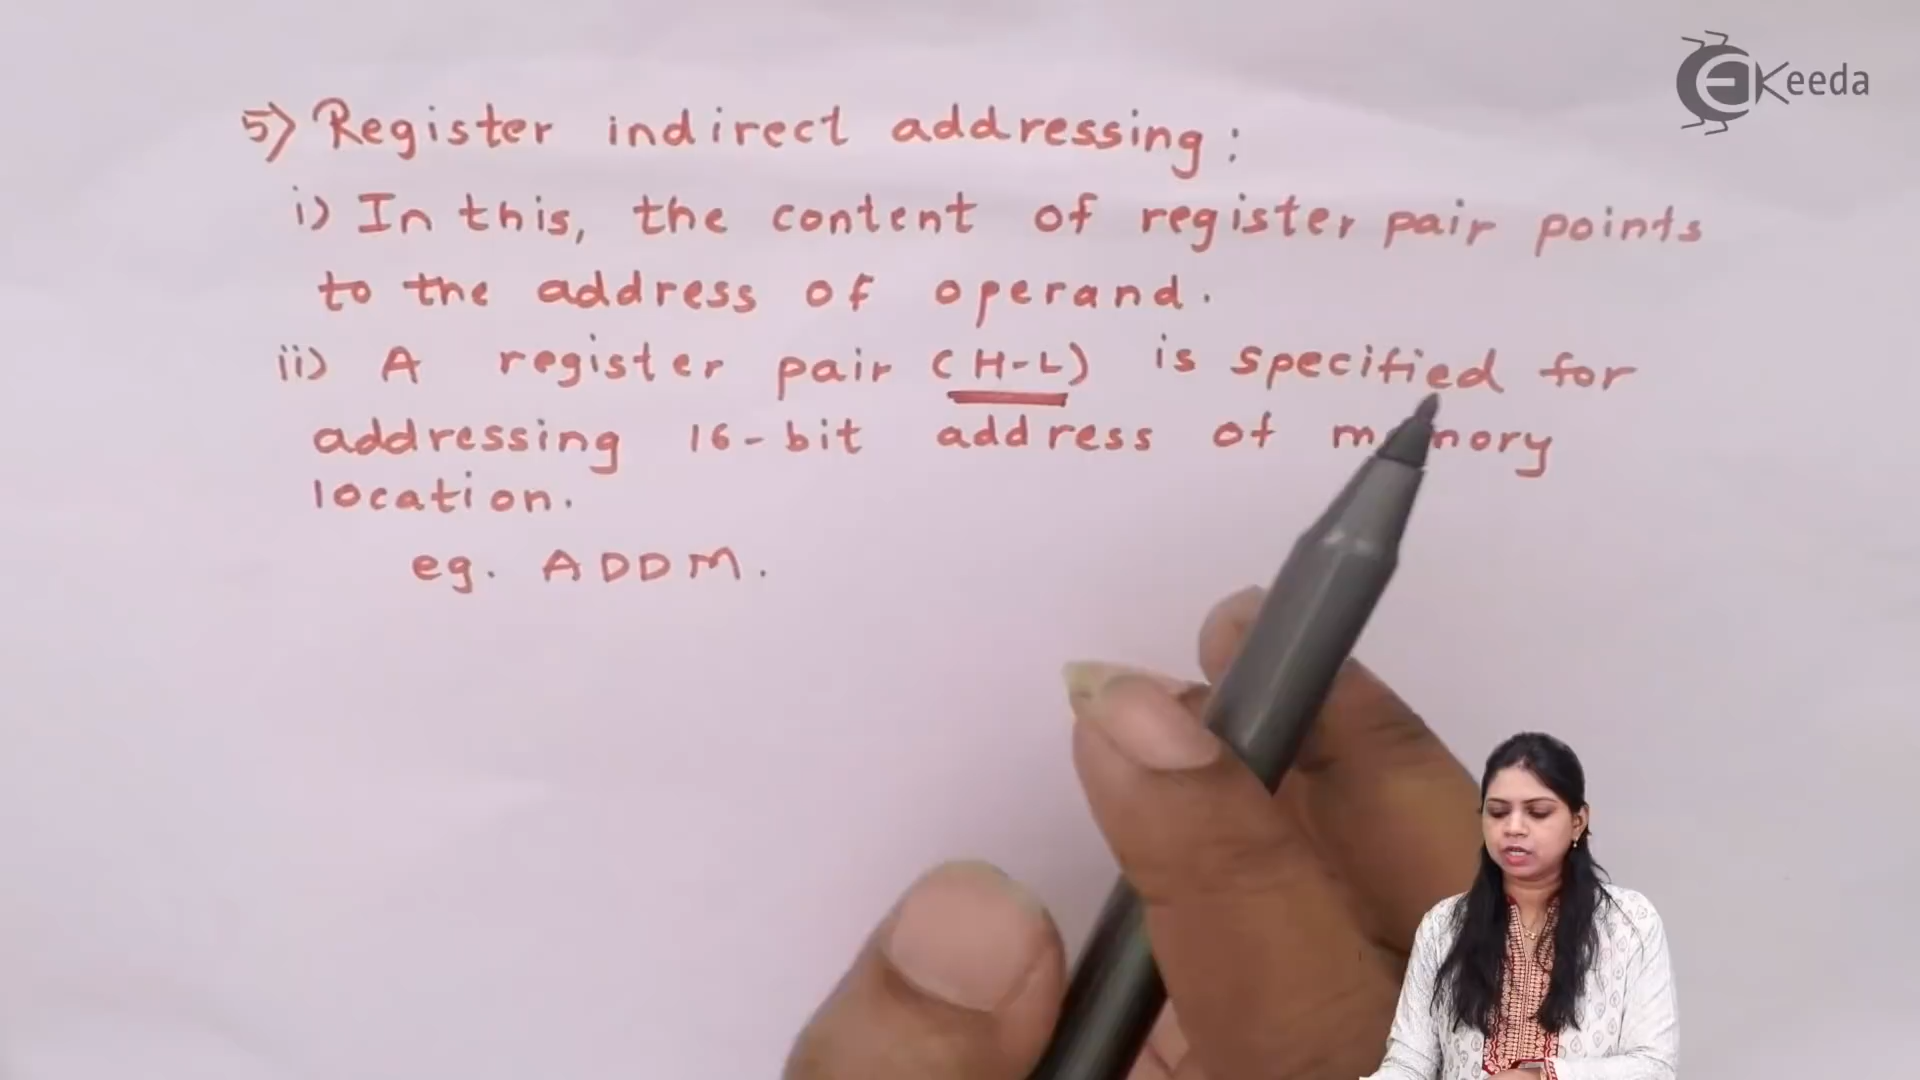 EKeeda
5) Register indirect addressing:
i) In this, the content of register pair points
to the address of operand.
ii) A register pair (H-L) is specified for
addressing 16-bit address of memory
location.
eg. ADDM.